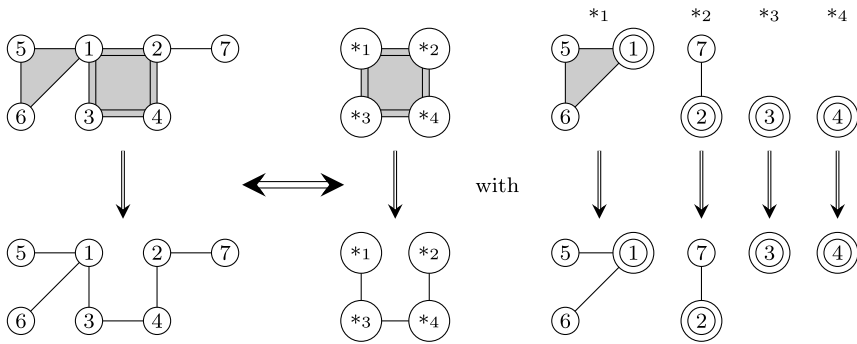 *1 *2 *3 *4
5 1 2 7 *1 *2 5 1 7
6 3 4 *3 *4 6 2 3 4
with
5 1 2 7 *1 *2 5 1 7 3 4
6 3 4 *3 *4 6 2